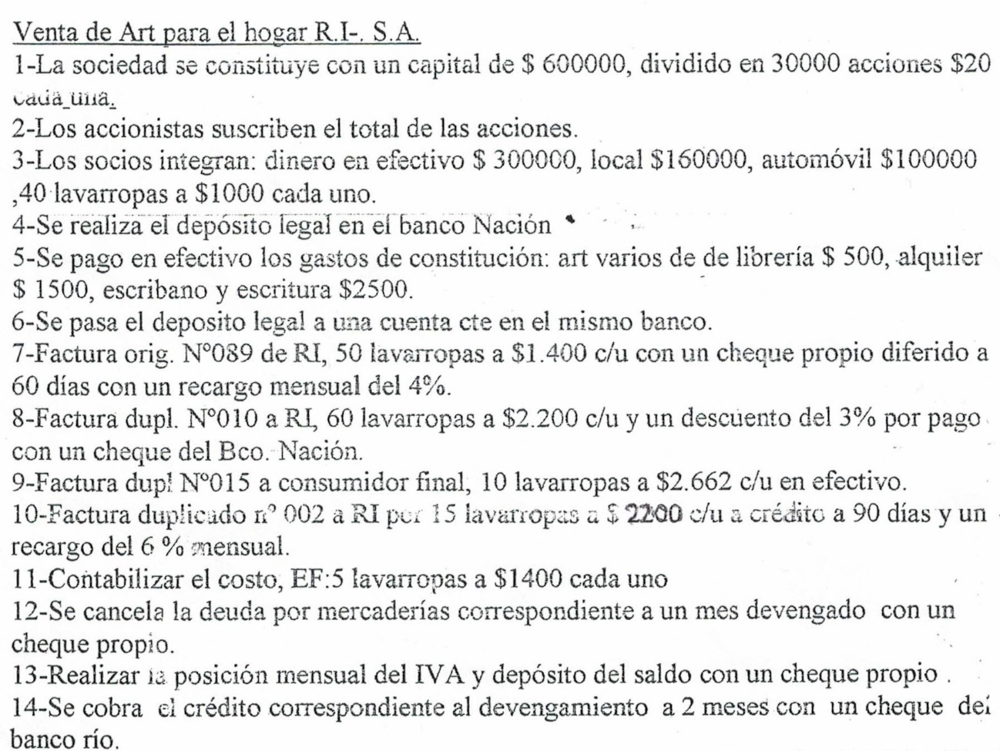 Venta de Art para el hogar R.I-. S.A.
1-La sociedad se constituye con un capital de $ 600000, dividido en 30000 acciones $20
cada una.
2-Los accionistas suscriben el total de las acciones.
3-Los socios integran: dinero en efectivo $ 300000, local $160000, automóvil $100000
,40 lavarropas a $1000 cada uno.
4-Se realiza el depósito legal en el banco Nación
5-Se pago en efectivo los gastos de constitución: art varios de de librería $ 500, alquiler
$ 1500, escribano y escritura $2500.
6-Se pasa el deposito legal a una cuenta cte en el mismo banco.
7-Factura orig. Nº089 de RI, 50 lavarropas a $1.400 c/u con un cheque propio diferido a
60 días con un recargo mensual del 4%.
8-Factura dupl. Nº010 a RI, 60 lavarropas a $2.200 c/u y un descuento del 3% por pago
con un cheque del Bco. Nación.
9-Factura dupl Nº015 a consumidor final, 10 lavarropas a $2.662 c/u en efectivo.
10-Factura duplicado nº 002 a RI por 15 lavarropas a $ 2200 c/u a crédito a 90 días y un
recargo del 6 % mensual.
11-Contabilizar el costo, EF:5 lavarropas a $1400 cada uno
12-Se cancela la deuda por mercaderías correspondiente a un mes devengado con un
cheque propio.
13-Realizar la posición mensual del IVA y depósito del saldo con un cheque propio .
14-Se cobra el crédito correspondiente al devengamiento a 2 meses con un cheque del
banco río.